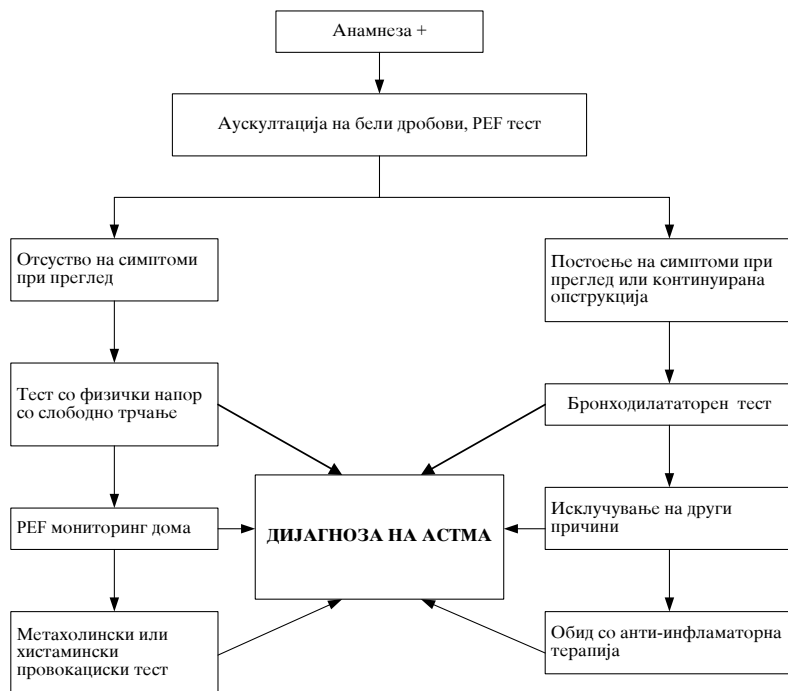 Анамнеза +
Аускултација на бели дробови, PEF тест
Отсуство на симптоми
при преглед
Постоење на симптоми при
преглед или континуирана
опструкција
Тест со физички напор
со слободно трчање
Бронходилататорен тест
PEF мониторинг дома
ДИЈАГНОЗА НА АСТМА
Исклучување на други
причини
Метахолински или
хистамински
провокациски тест
Обид со анти-инфламаторна
терапија